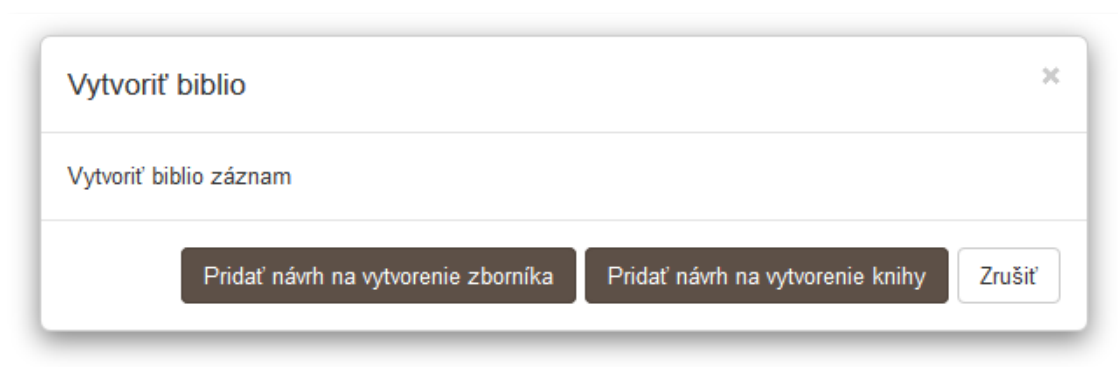 Vytvoriť biblio ×
Vytvoriť biblio záznam
Pridať návrh na vytvorenie zborníka Pridať návrh na vytvorenie knihy Zrušiť